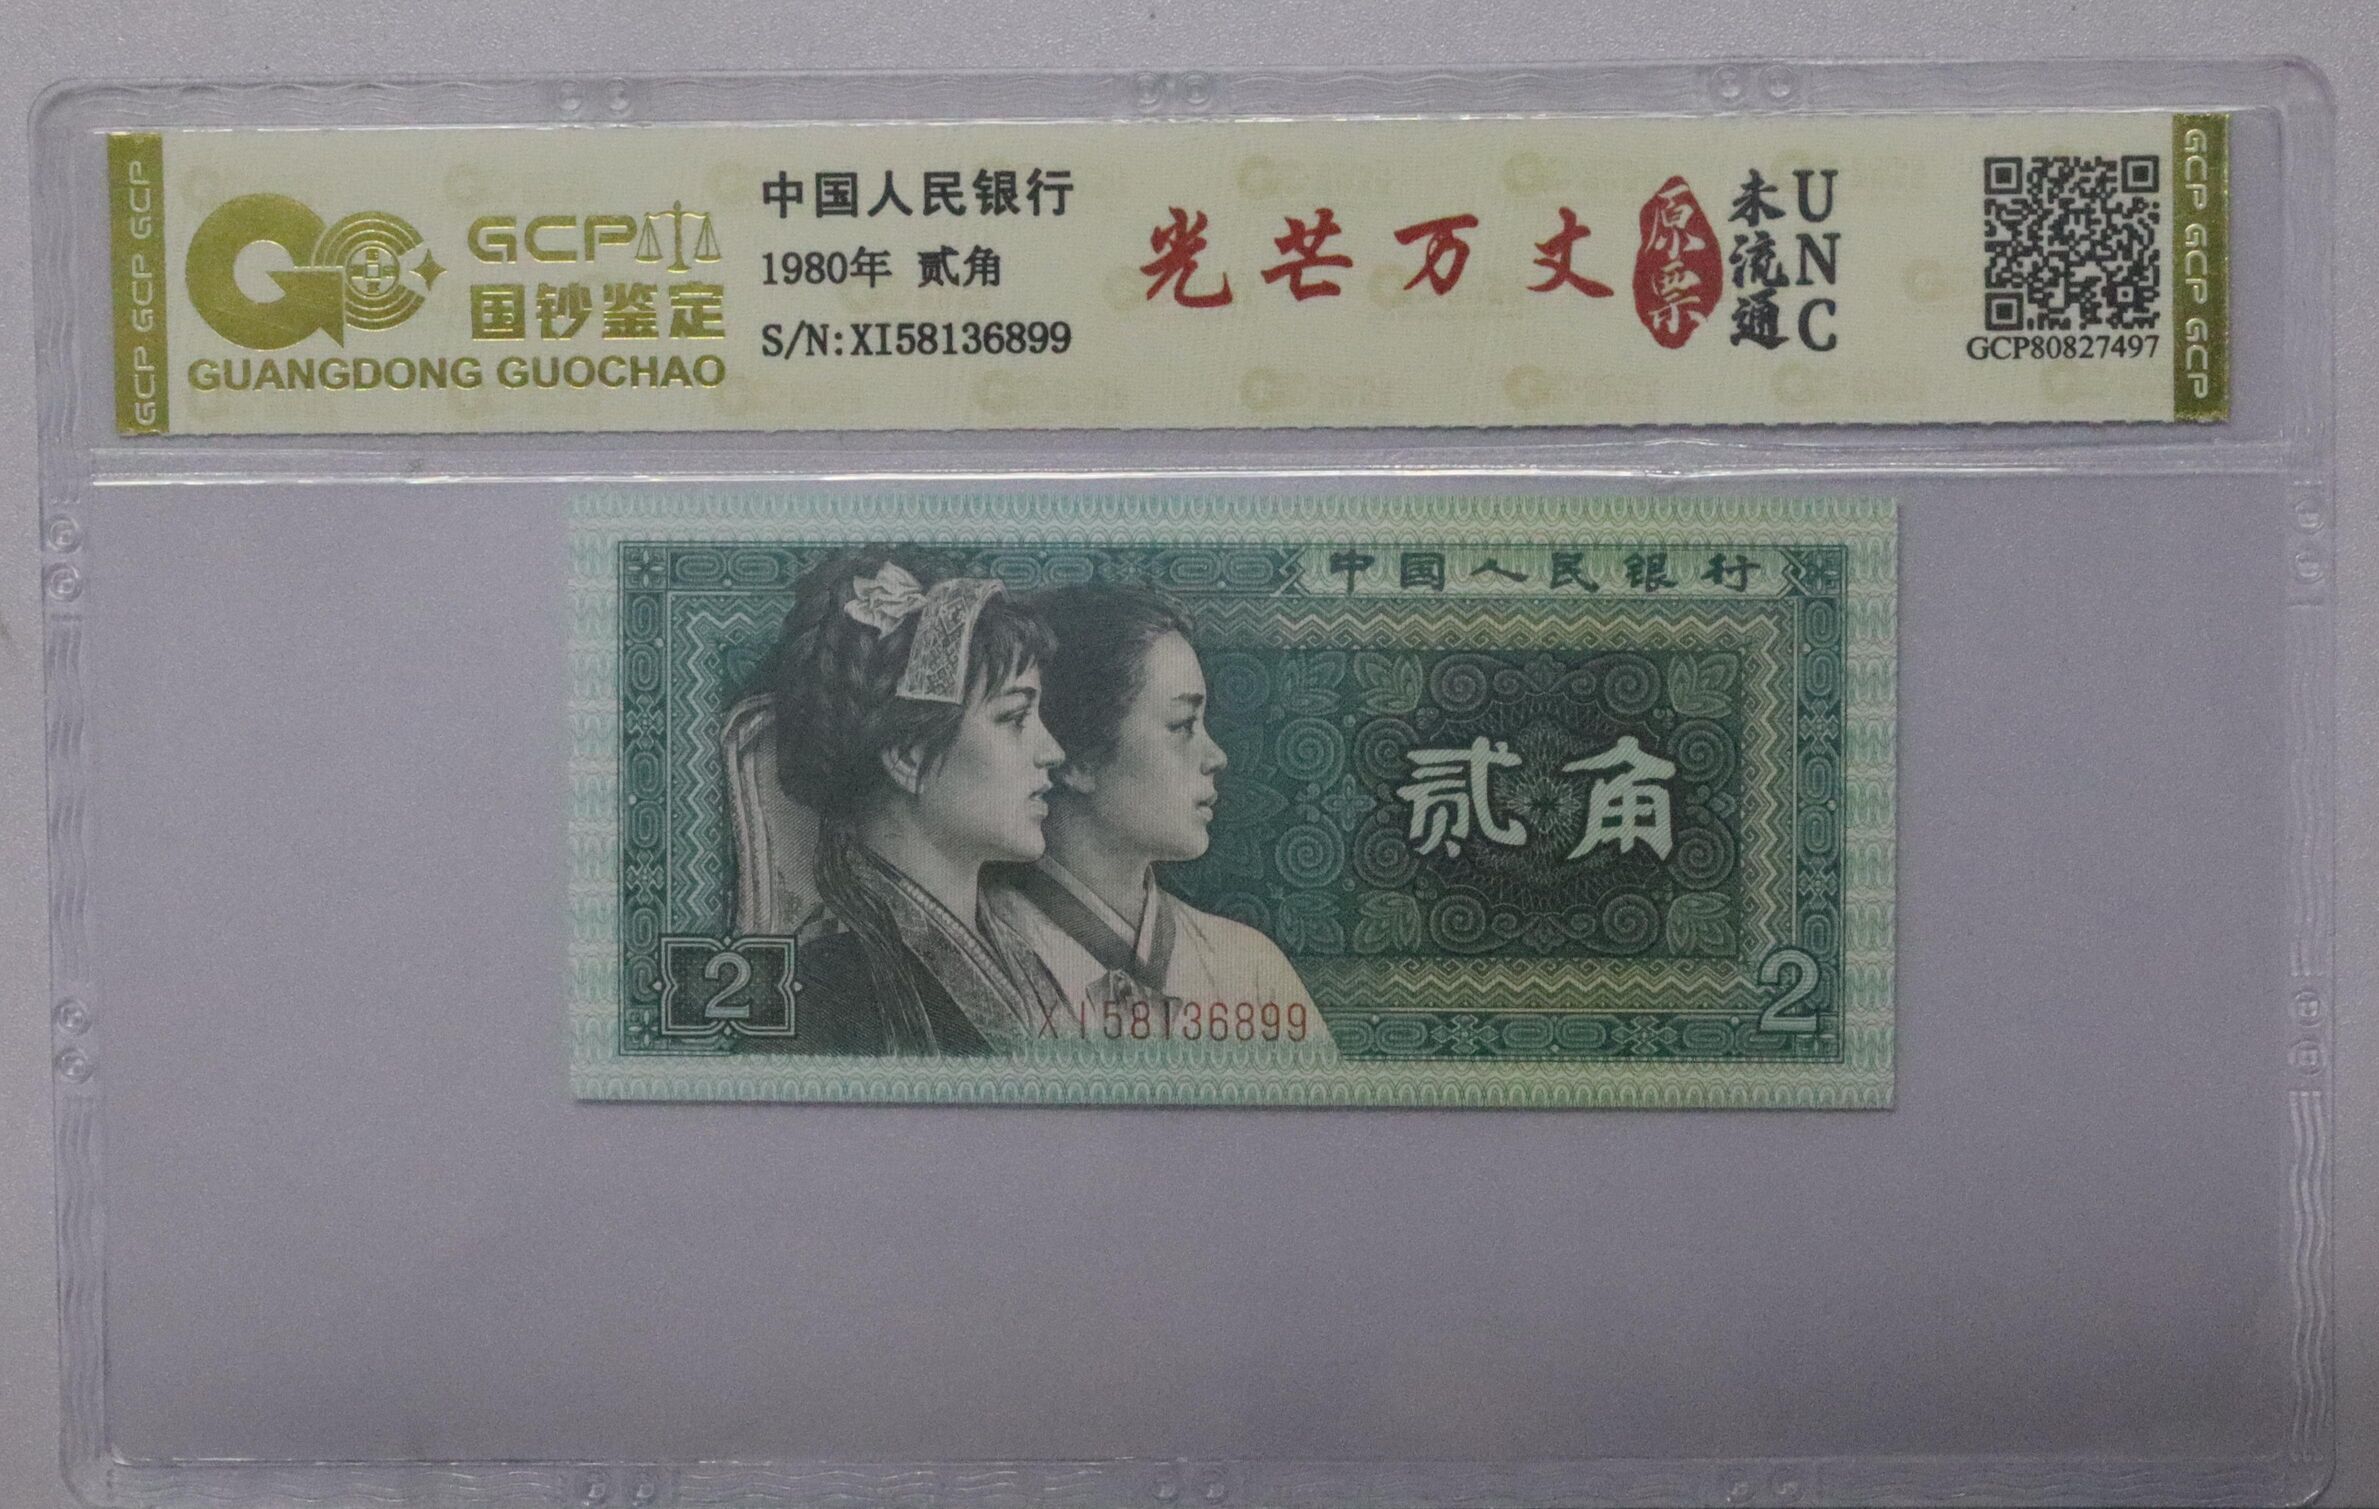 GCP GCP GCP
GCP
国钞鉴定
GUANGDONG GUOCHAO
中国人民银行
1980年 贰角
S/N:XI58136899
光芒万丈
原票
未流通
UNC
GCP80827497
GCP GCP GCP
中国人民银行
贰角
2
XI58136899
2